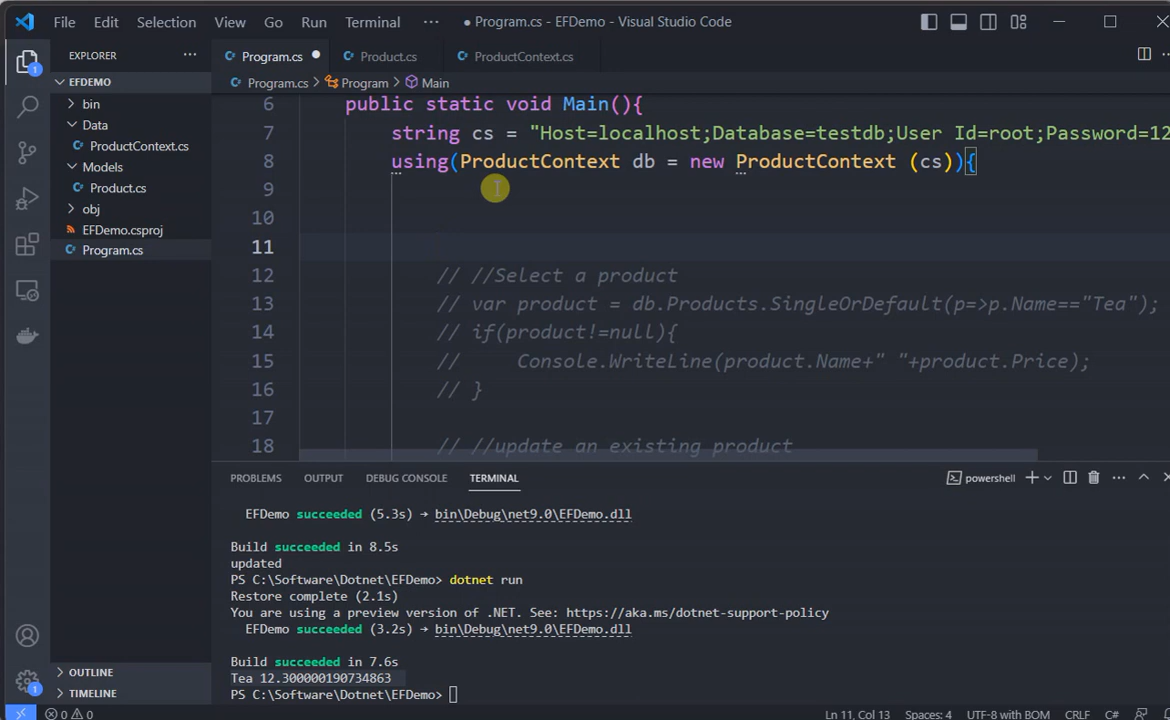 File Edit Selection View Go Run Terminal ··· ● Program.cs - EFDemo - Visual Studio Code
EXPLORER ···
Program.cs ●
Product.cs
ProductContext.cs
EFDEMO
Program.cs > Program > Main
bin
Data
ProductContext.cs
Models
Product.cs
obj
EFDemo.csproj
Program.cs
6 public static void Main(){
7 string cs = "Host=localhost;Database=testdb;User Id=root;Password=12
8 using(ProductContext db = new ProductContext (cs)){
9
10
11
12 // //Select a product
13 // var product = db.Products.SingleOrDefault(p=>p.Name=="Tea");
14 // if(product!=null){
15 // Console.WriteLine(product.Name+" "+product.Price);
16 // }
17
18 // //update an existing product
PROBLEMS OUTPUT DEBUG CONSOLE TERMINAL powershell
EFDemo succeeded (5.3s) → bin\Debug\net9.0\EFDemo.dll
Build succeeded in 8.5s
updated
PS C:\Software\Dotnet\EFDemo> dotnet run
Restore complete (2.1s)
You are using a preview version of .NET. See: https://aka.ms/dotnet-support-policy
EFDemo succeeded (3.2s) → bin\Debug\net9.0\EFDemo.dll
Build succeeded in 7.6s
Tea 12.300000190734863
PS C:\Software\Dotnet\EFDemo>
OUTLINE
TIMELINE
1
1
0 0 Ln 11, Col 13 Spaces: 4 UTF-8 with BOM CRLF C#